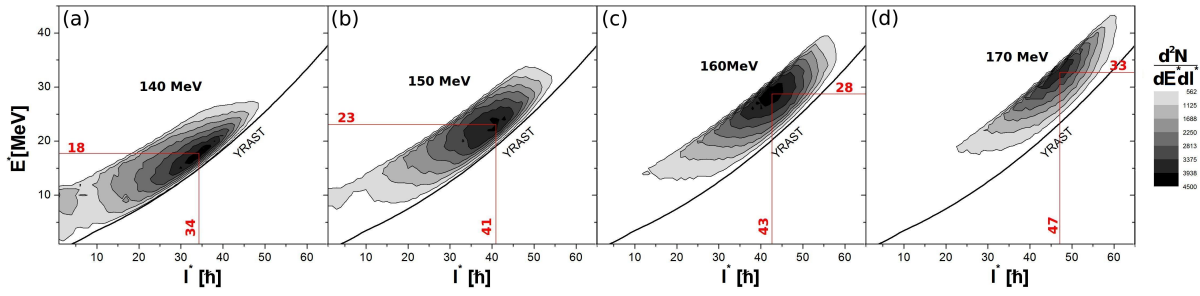 (a)
140 MeV
18
34
YRAST
E*[MeV]
40
30
20
10
10 20 30 40 50 60
I* [ħ]
(b)
150 MeV
23
41
YRAST
10 20 30 40 50 60
I* [ħ]
(c)
160MeV
28
43
YRAST
10 20 30 40 50 60
I* [ħ]
(d)
170 MeV
33
47
YRAST
10 20 30 40 50 60
I* [ħ]
d²N
dE*dI*
562
1125
1688
2250
2813
3375
3938
4500